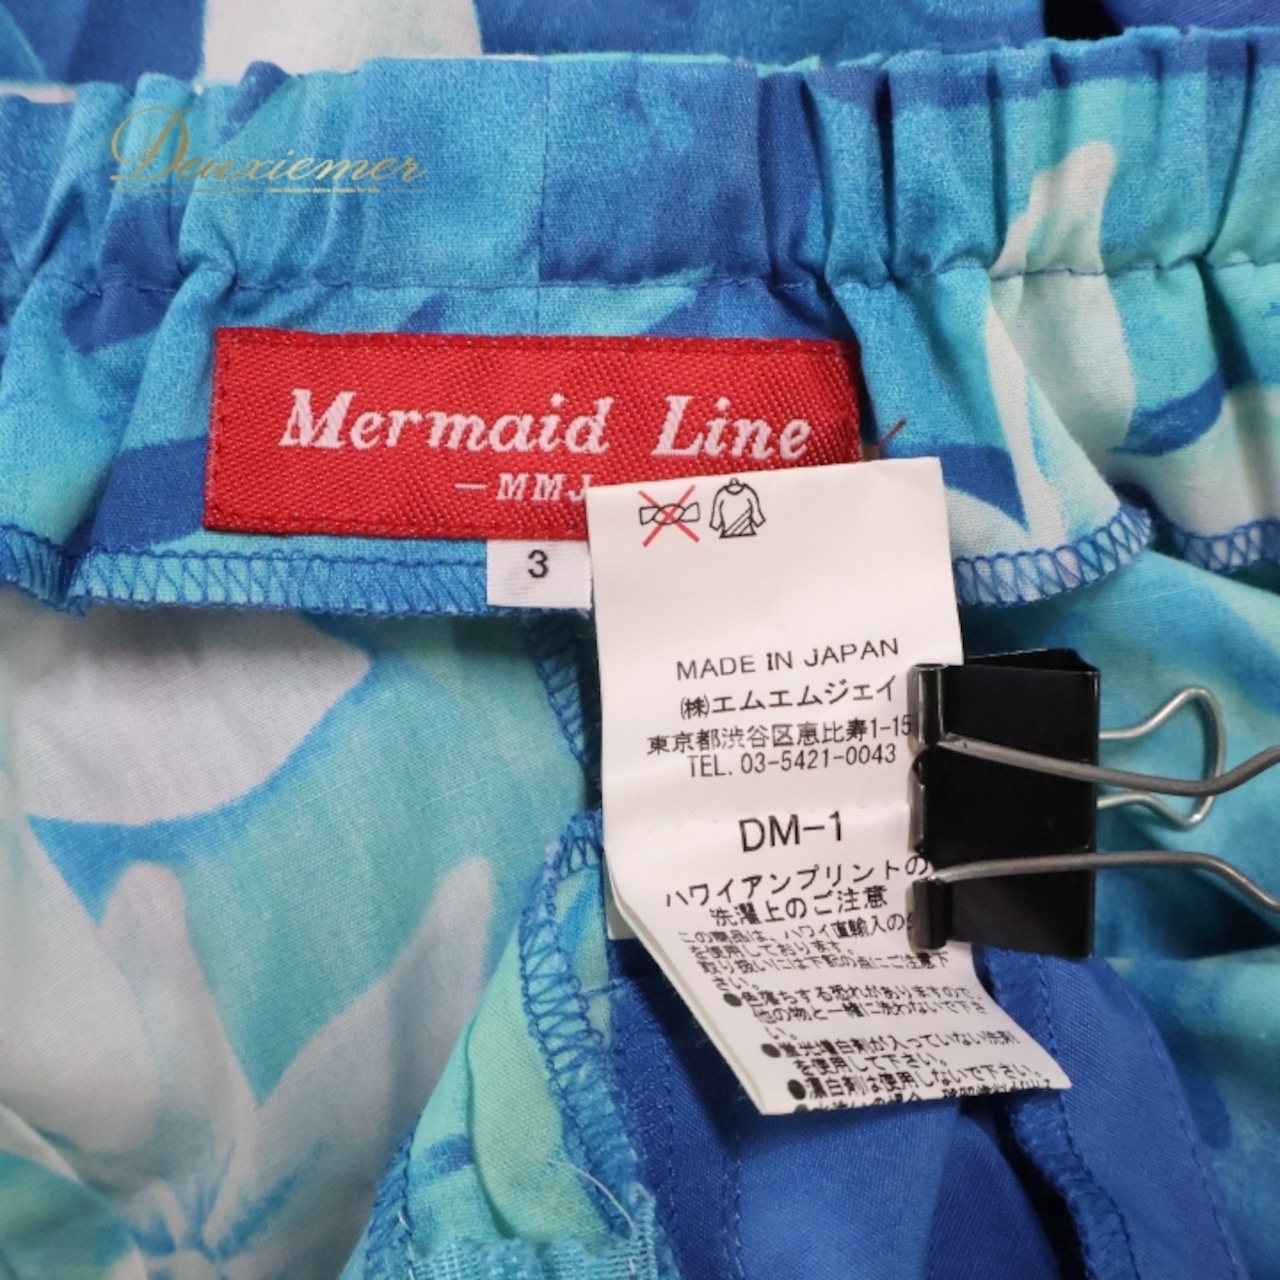 Deuxiemer
Mermaid Line
—MMJ
3
MADE IN JAPAN
㈱エムエムジェイ
東京都渋谷区恵比寿1-15
TEL. 03-5421-0043
DM-1
ハワイアンプリントの
洗濯上のご注意
この商品は、ハワイ直輸入の
を使用しております。
取り扱いには下記の点にご注意下
さい。
●色落ちする恐れがありますので、
他の物と一緒に洗わないで下さ
い。
●蛍光増白剤が入っていない洗剤
を使用して下さい。
●漂白剤は使用しないで下さい。